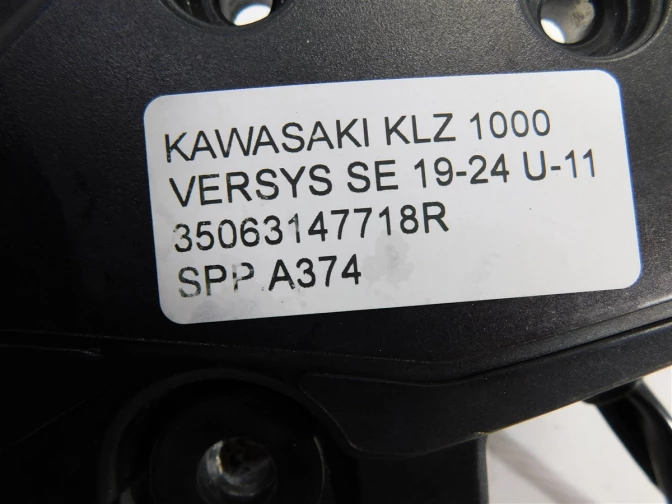 KAWASAKI KLZ 1000
VERSYS SE 19-24 U-11
35063147718R
SPP.A374